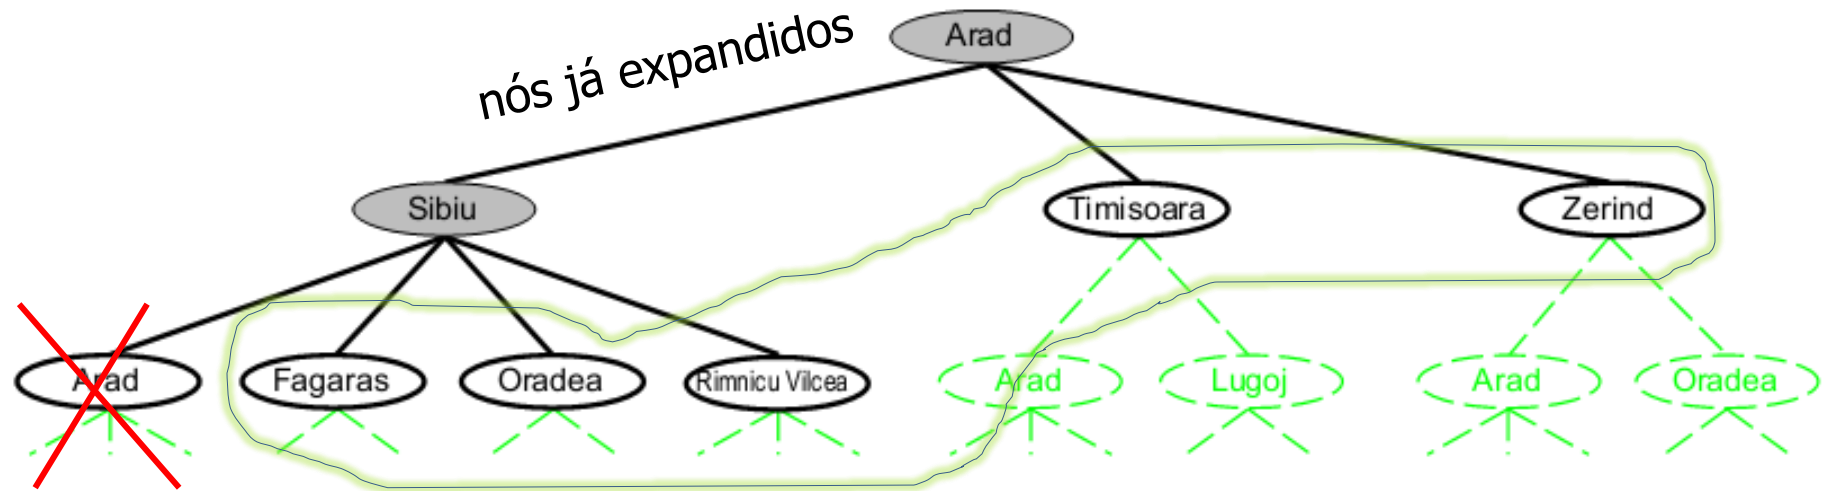 nós já expandidos
Arad
Sibiu
Timisoara
Zerind
Arad
Fagaras
Oradea
Rimnicu Vilcea
Arad
Lugoj
Arad
Oradea